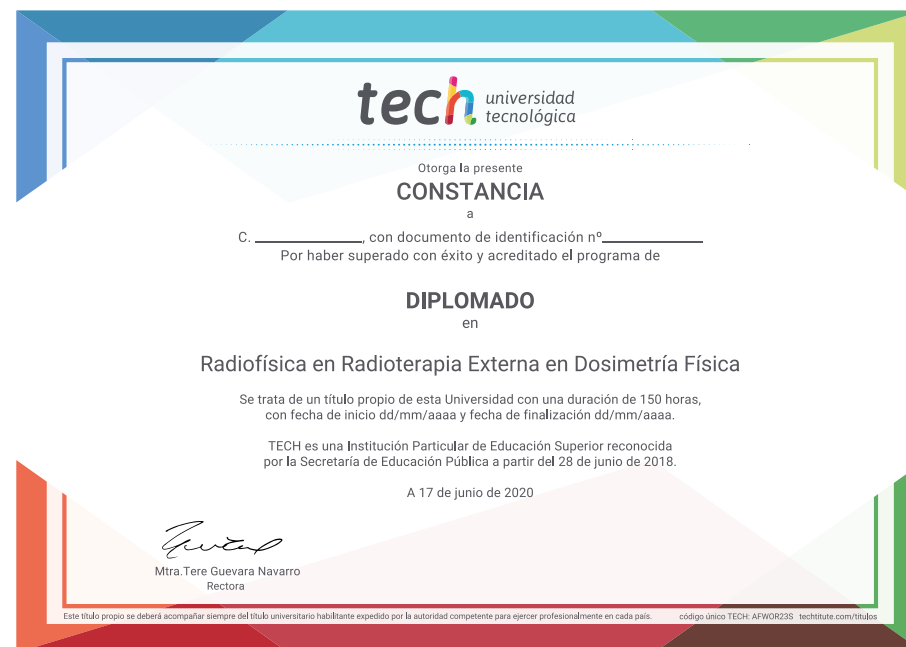 tech universidad
tecnológica
Otorga la presente
CONSTANCIA
a
C. ________________, con documento de identificación nº_______________
Por haber superado con éxito y acreditado el programa de
DIPLOMADO
en
Radiofísica en Radioterapia Externa en Dosimetría Física
Se trata de un título propio de esta Universidad con una duración de 150 horas,
con fecha de inicio dd/mm/aaaa y fecha de finalización dd/mm/aaaa.
TECH es una Institución Particular de Educación Superior reconocida
por la Secretaría de Educación Pública a partir del 28 de junio de 2018.
A 17 de junio de 2020
Mtra.Tere Guevara Navarro
Rectora
Este título propio se deberá acompañar siempre del título universitario habilitante expedido por la autoridad competente para ejercer profesionalmente en cada país. código único TECH: AFWOR23S techtitute.com/titulos